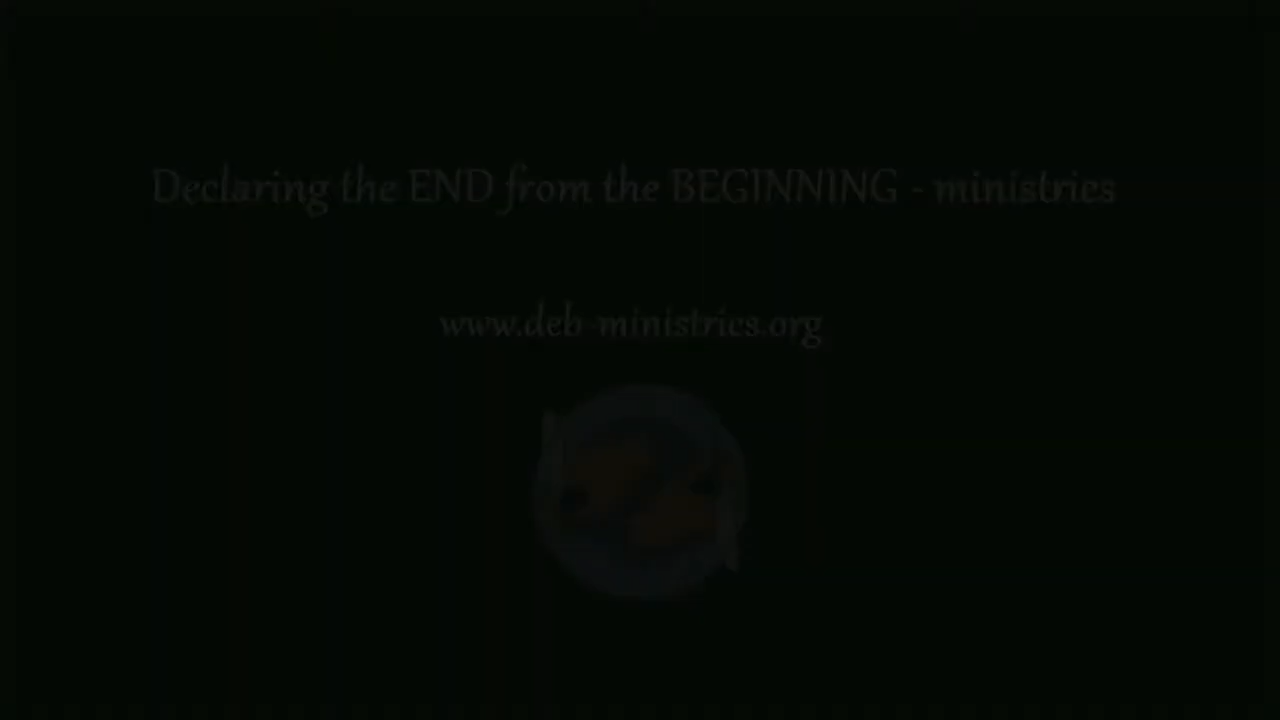 Declaring the END from the BEGINNING - ministries
www.deb-ministries.org